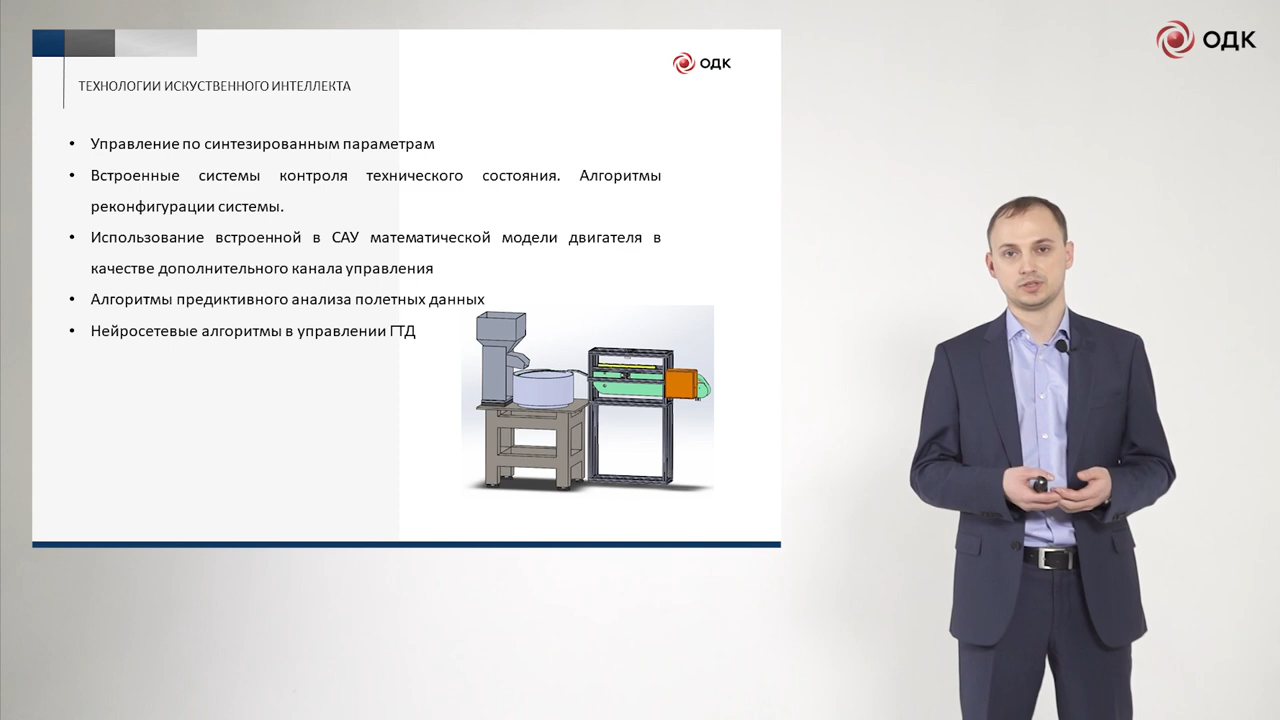 ОДК
ОДК
ТЕХНОЛОГИИ ИСКУСТВЕННОГО ИНТЕЛЛЕКТА
• Управление по синтезированным параметрам
• Встроенные системы контроля технического состояния. Алгоритмы
реконфигурации системы.
• Использование встроенной в САУ математической модели двигателя в
качестве дополнительного канала управления
• Алгоритмы предиктивного анализа полетных данных
• Нейросетевые алгоритмы в управлении ГТД